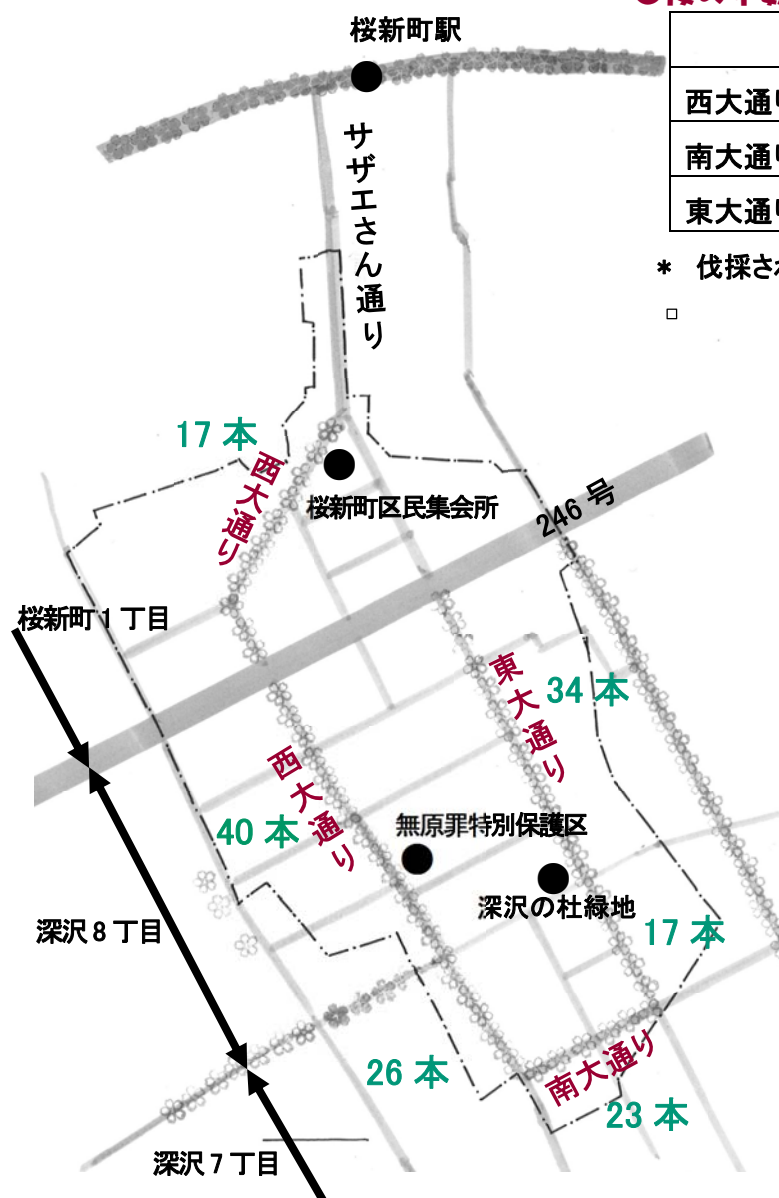 桜新町駅
サザエさん通り
西大通り
南大通り
東大通り
* 伐採さ
17 本
西大通り
桜新町区民集会所
246 号
桜新町 1 丁目
東大通り
34 本
西大通り
40 本
無原罪特別保護区
深沢の杜緑地
深沢 8 丁目
17 本
26 本
南大通り
23 本
深沢 7 丁目